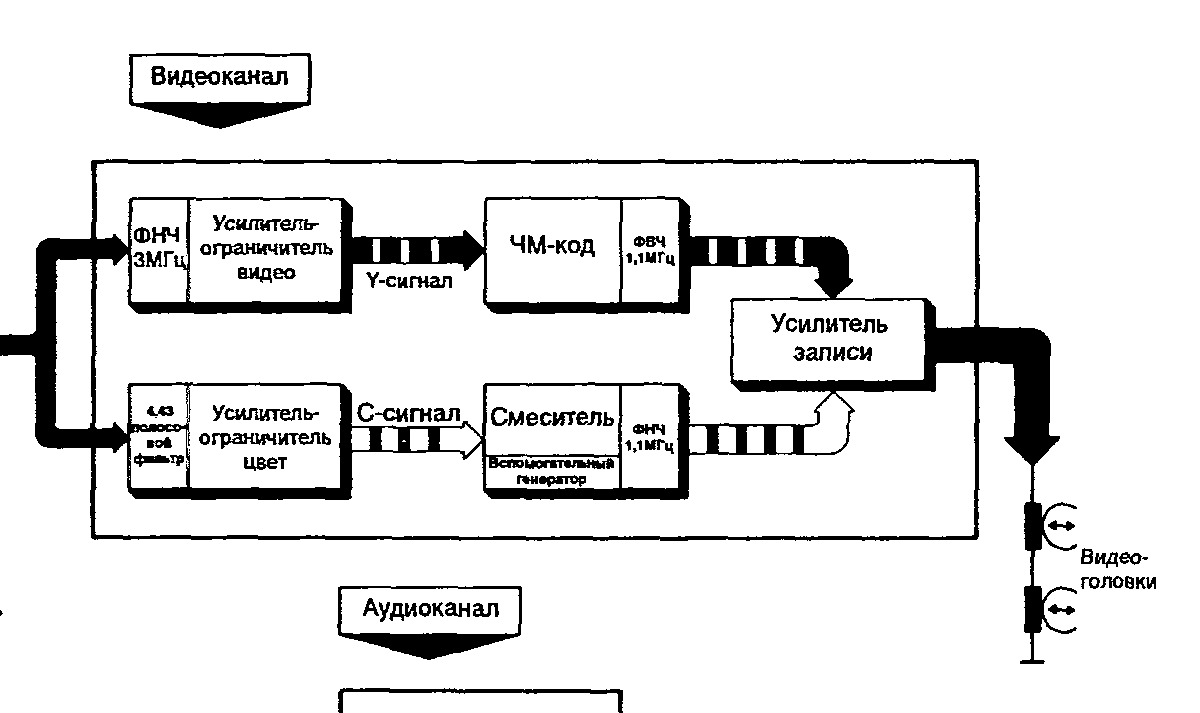 Видеоканал
ФНЧ
3МГц
Усилитель-
ограничитель
видео
Y-сигнал
ЧМ-код
ФВЧ
1,1МГц
Усилитель
записи
4,43
полосо-
вой
фильтр
Усилитель-
ограничитель
цвет
С-сигнал
Смеситель
Вспомогательный
генератор
ФНЧ
1,1МГц
Видео-
головки
Аудиоканал